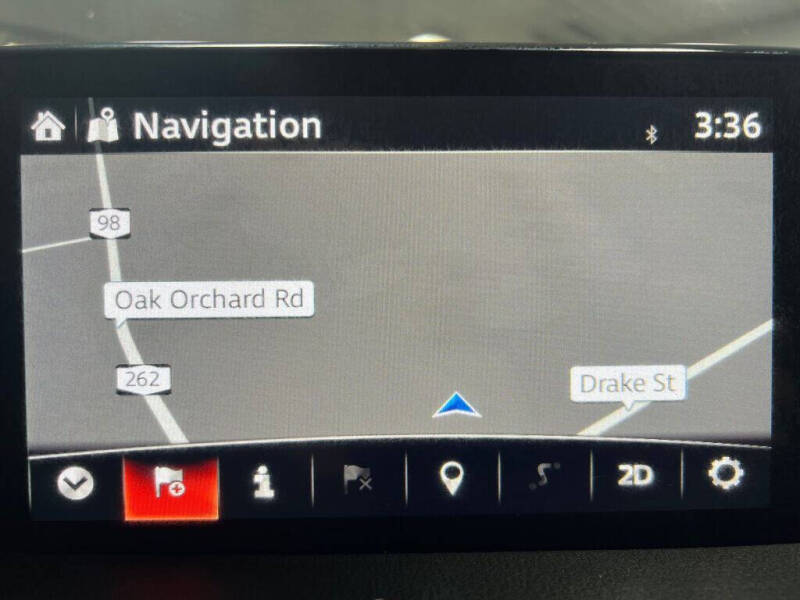 Navigation
3:36
98
Oak Orchard Rd
262
Drake St
2D